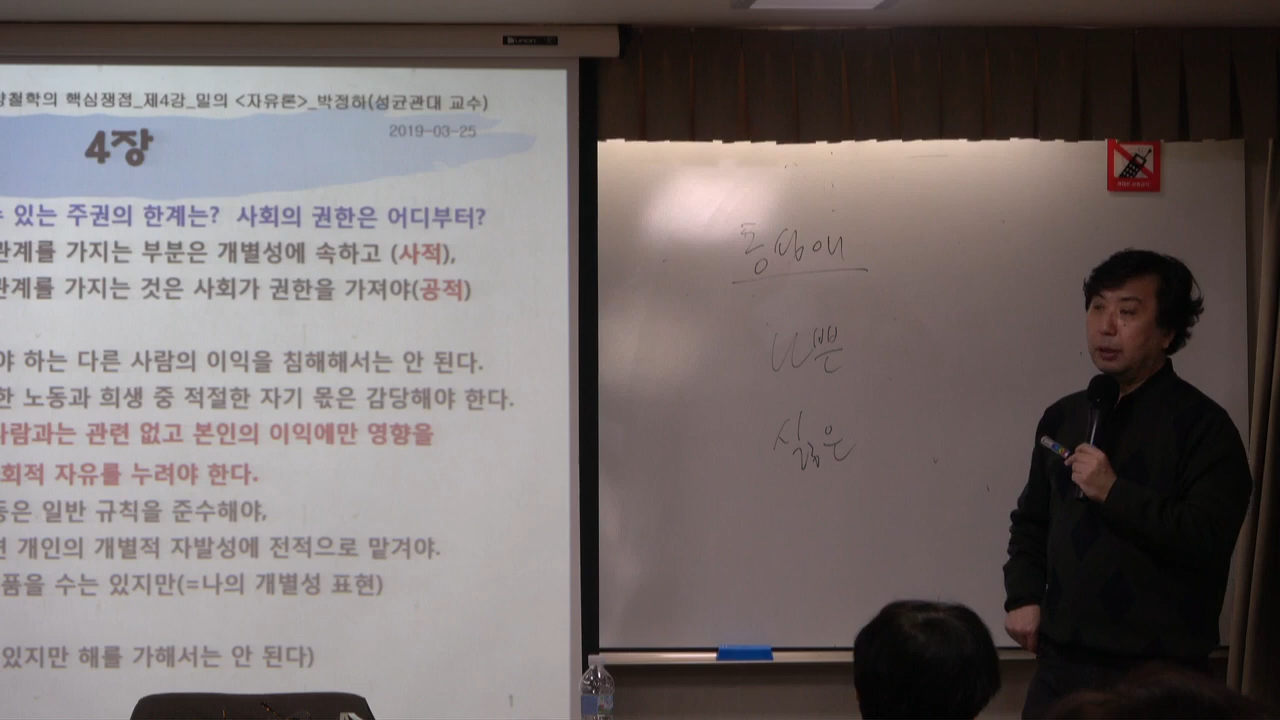 철학의 핵심쟁점_제4강_밀의 <자유론>_박정하(성균관대 교수)
2019-03-25
4장
있는 주권의 한계는? 사회의 권한은 어디부터?
관계를 가지는 부분은 개별성에 속하고 (사적),
관계를 가지는 것은 사회가 권한을 가져야(공적)
야 하는 다른 사람의 이익을 침해해서는 안 된다.
한 노동과 희생 중 적절한 자기 몫은 감당해야 한다.
사람과는 관련 없고 본인의 이익에만 영향을
회적 자유를 누려야 한다.
동은 일반 규칙을 준수해야,
면 개인의 개별적 자발성에 전적으로 맡겨야.
품을 수는 있지만(=나의 개별성 표현)
있지만 해를 가해서는 안 된다)
1
동성애
나쁜
싫은